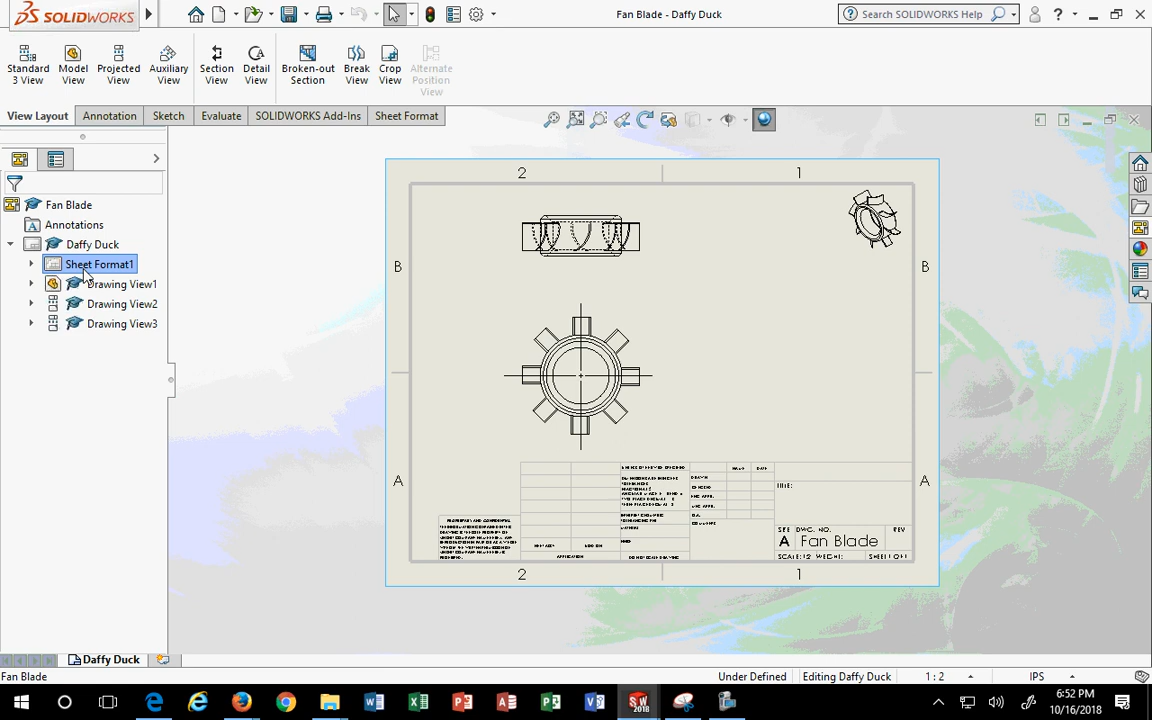 SOLIDWORKS
Fan Blade - Daffy Duck
Search SOLIDWORKS Help
Standard 3 View
Model View
Projected View
Auxiliary View
Section View
Detail View
Broken-out Section
Break View
Crop View
Alternate Position View
View Layout
Annotation
Sketch
Evaluate
SOLIDWORKS Add-Ins
Sheet Format
Fan Blade
Annotations
Daffy Duck
Sheet Format1
Drawing View1
Drawing View2
Drawing View3
2
1
B
B
A
A
TITLE:
DWG. NO.
REV
A Fan Blade
WEIGHT:
2
1
Daffy Duck
Fan Blade
Under Defined
Editing Daffy Duck
1 : 2
IPS
6:52 PM
10/16/2018